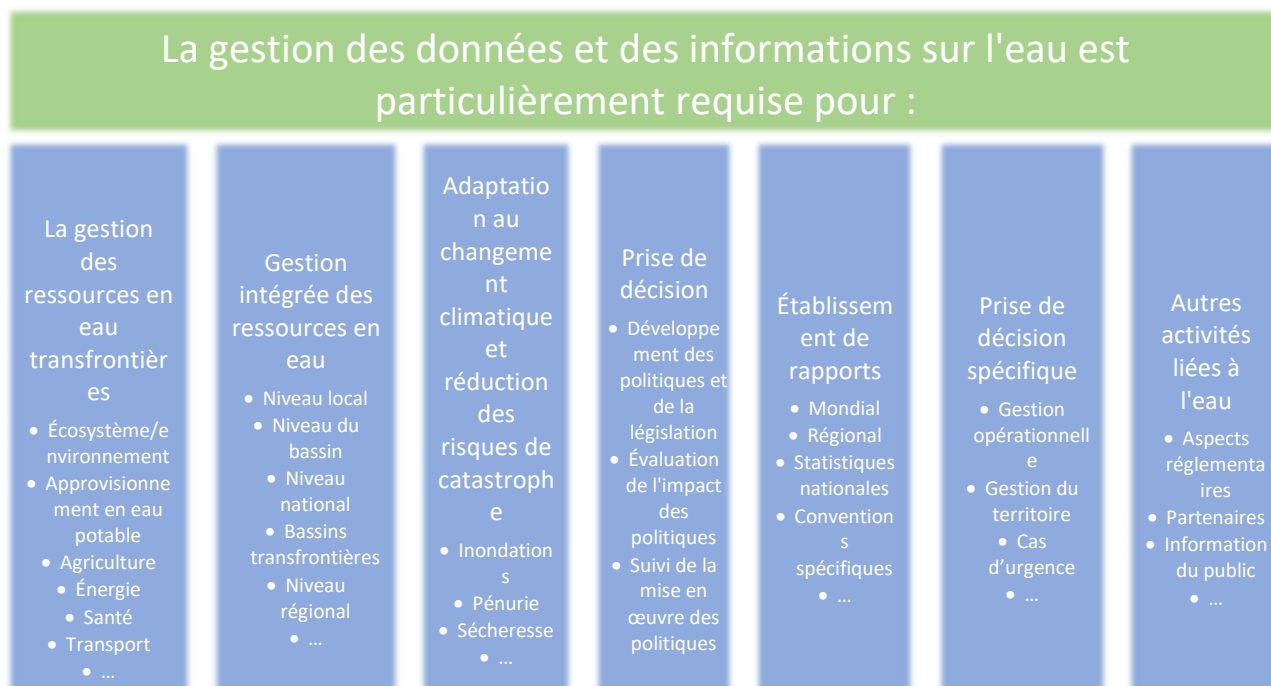 La gestion des données et des informations sur l'eau est
particulièrement requise pour :
La gestion
des
ressources en
eau
transfrontièr
es
• Écosystème/e
nvironnement
• Approvisionne
ment en eau
potable
• Agriculture
• Énergie
• Santé
• Transport
• ...
Gestion
intégrée des
ressources en
eau
• Niveau local
• Niveau du
bassin
• Niveau
national
• Bassins
transfrontières
• Niveau
régional
• ...
Adaptatio
n au
changeme
nt
climatique
et
réduction
des
risques de
catastroph
e
• Inondation
s
• Pénurie
• Sécheresse
• ...
Prise de
décision
• Développe
ment des
politiques et
de la
législation
• Évaluation
de l'impact
des
politiques
• Suivi de la
mise en
œuvre des
politiques
Établissem
ent de
rapports
• Mondial
• Régional
• Statistiques
nationales
• Convention
s
spécifiques
• ...
Prise de
décision
spécifique
• Gestion
opérationnell
e
• Gestion du
territoire
• Cas
d’urgence
• ...
Autres
activités
liées à
l'eau
• Aspects
réglementa
ires
• Partenaires
• Information
du public
• ...